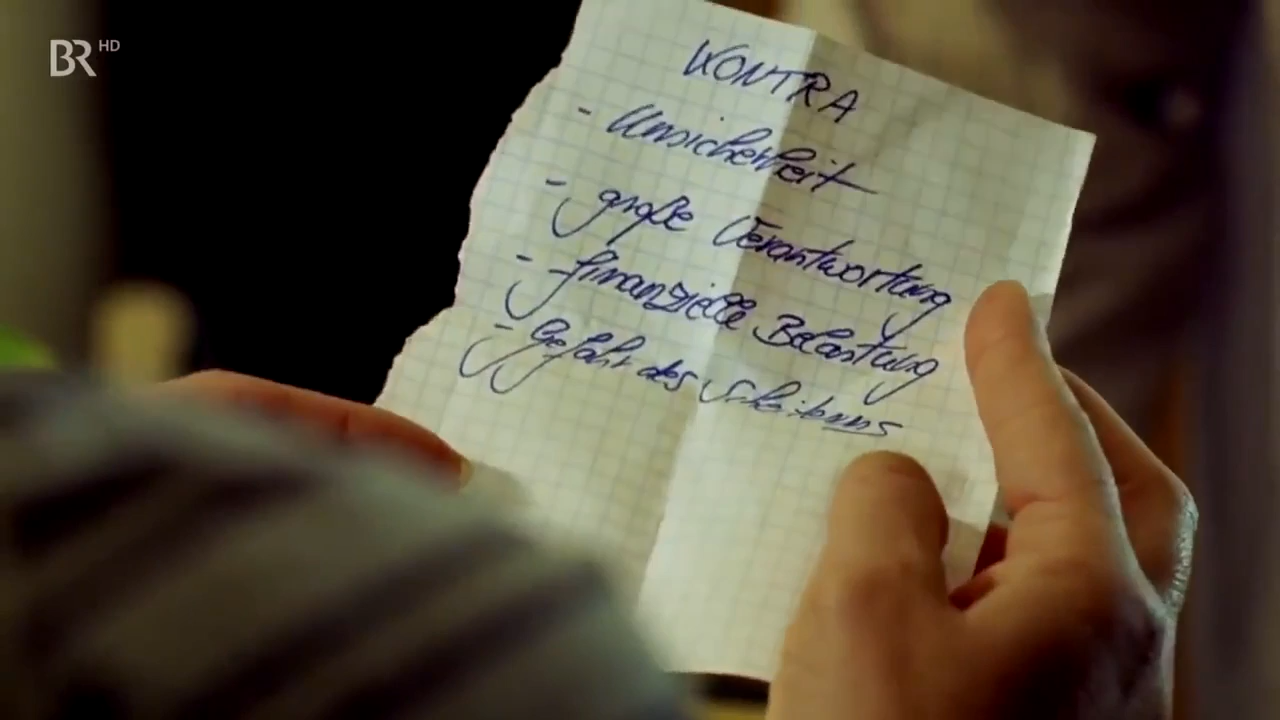 BR HD
KONTRA
- Unsicherheit
- große Verantwortung
- finanzielle Belastung
- Gefahr des Scheiterns